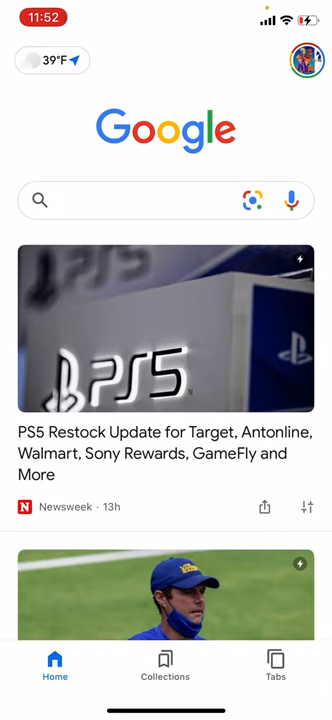 11:52
39°F
Google
PS5
PS5
PS5 Restock Update for Target, Antonline,
Walmart, Sony Rewards, GameFly and
More
N Newsweek · 13h
Home
Collections
Tabs